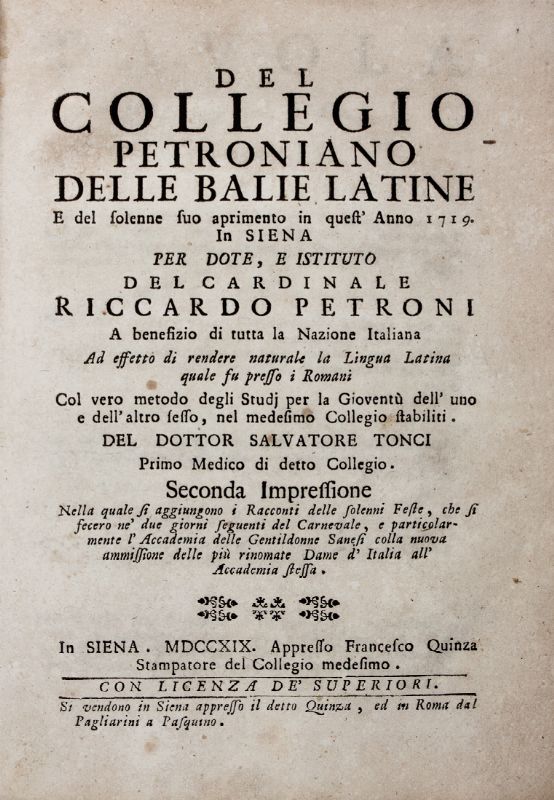 DEL
COLLEGIO
PETRONIANO
DELLE BALIE LATINE
E del ſolenne ſuo aprimento in queſt' Anno 1719.
In SIENA
PER DOTE, E ISTITUTO
DEL CARDINALE
RICCARDO PETRONI
A benefizio di tutta la Nazione Italiana
Ad effetto di rendere naturale la Lingua Latina
quale fu preſſo i Romani
Col vero metodo degli Studj per la Gioventù dell' uno
e dell'altro ſeſſo, nel medeſimo Collegio ſtabiliti.
DEL DOTTOR SALVATORE TONCI
Primo Medico di detto Collegio.
Seconda Impreſſione
Nella quale ſi aggiungono i Racconti delle ſolenni Feſte, che ſi
fecero ne' due giorni ſeguenti del Carnevale, e particolar-
mente l' Accademia delle Gentildonne Saneſi colla nuova
ammiſſione delle più rinomate Dame d' Italia all'
Accademia ſteſſa.
In SIENA. MDCCXIX. Appreſſo Franceſco Quinza
Stampatore del Collegio medeſimo.
CON LICENZA DE' SUPERIORI.
Si vendono in Siena appreſſo il detto Quinza, ed in Roma dal
Pagliarini a Paſquino.